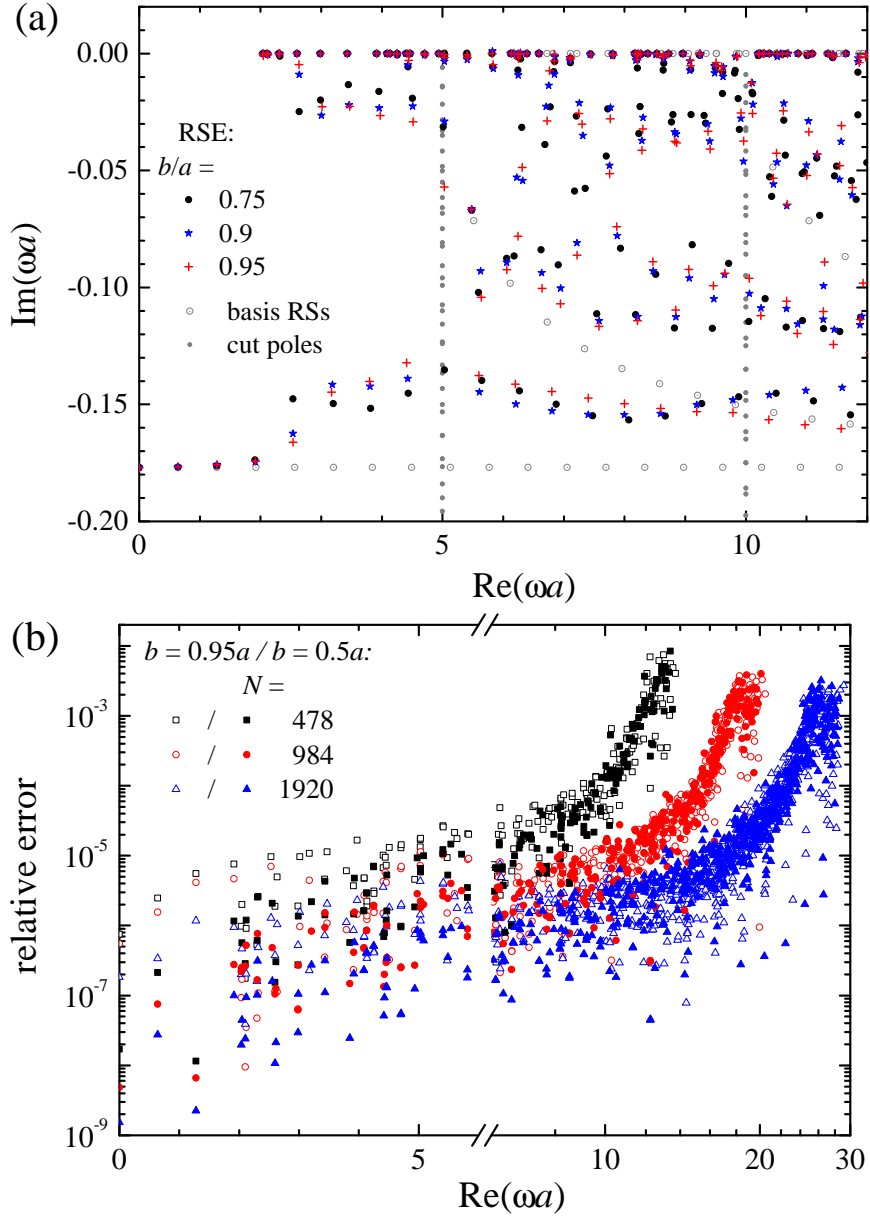 (a)
0.00
-0.05
-0.10
-0.15
-0.20
Im(ωa)
RSE:
b/a =
0.75
0.9
0.95
basis RSs
cut poles
0 5 10
Re(ωa)
(b)
b = 0.95a / b = 0.5a:
N =
/ 478
/ 984
/ 1920
10⁻³
10⁻⁵
10⁻⁷
10⁻⁹
relative error
0 5 10 20 30
Re(ωa)